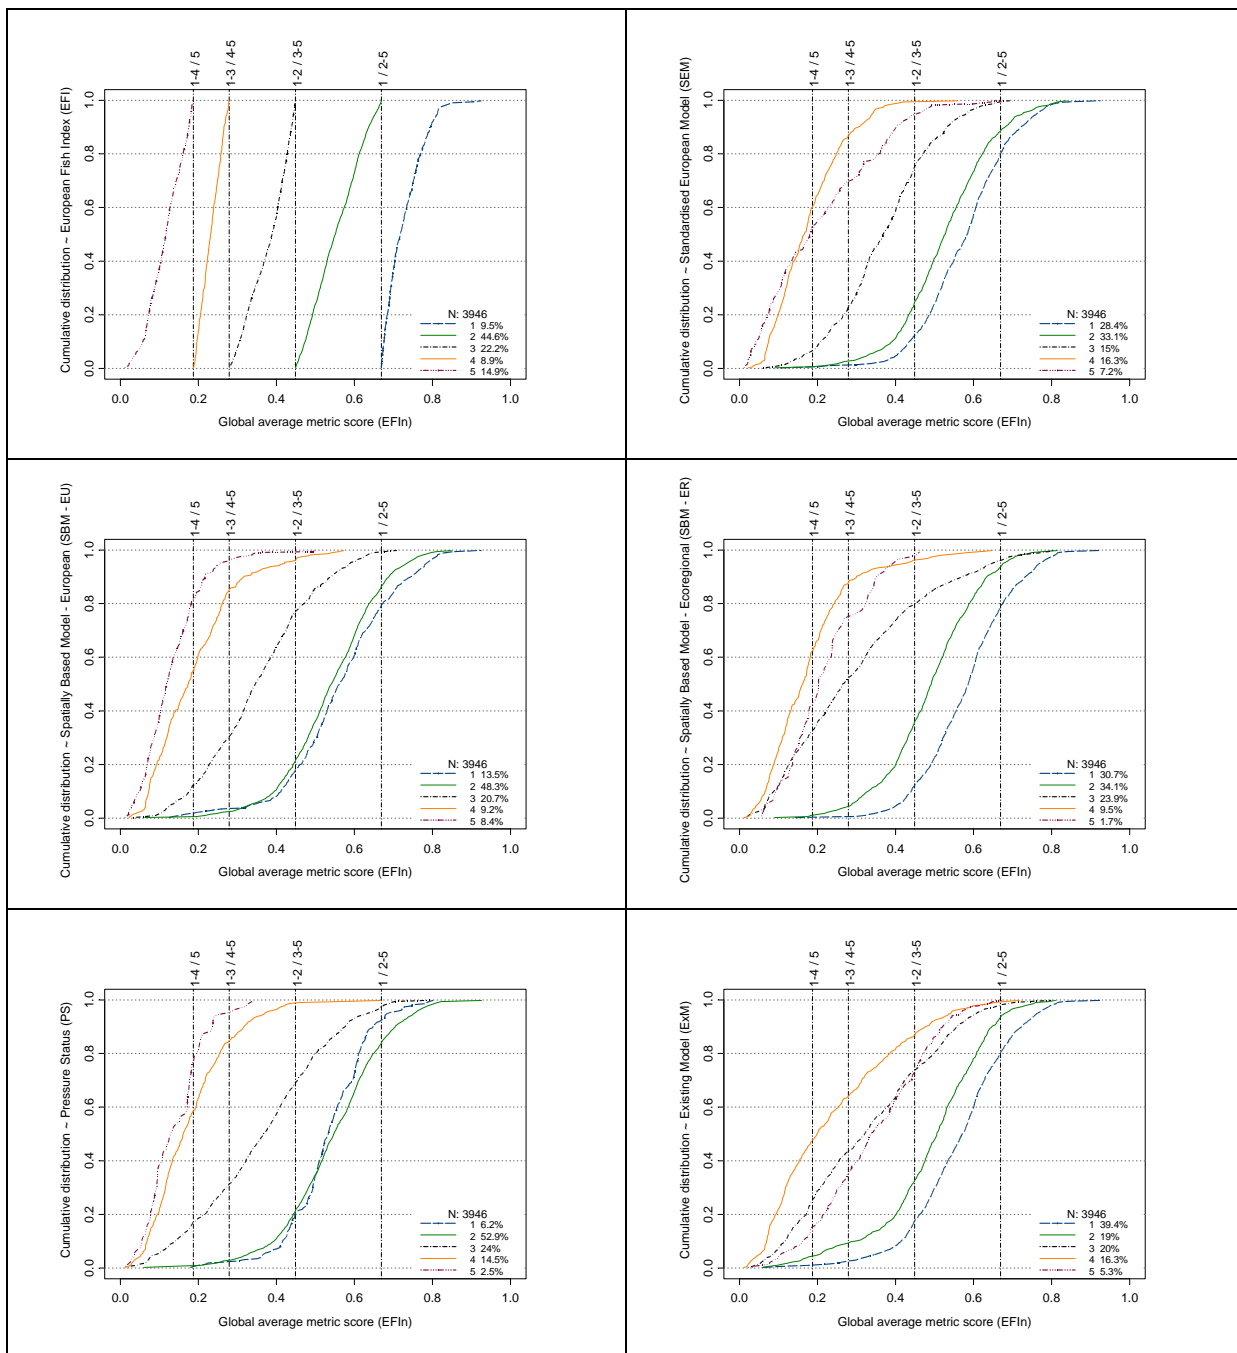 1-4 / 5
1-3 / 4-5
1-2 / 3-5
1 / 2-5
Cumulative distribution ~ European Fish Index (EFI)
1.0
0.8
0.6
0.4
0.2
0.0
N: 3946
1 9.5%
2 44.6%
3 22.2%
4 8.9%
5 14.9%
0.0 0.2 0.4 0.6 0.8 1.0
Global average metric score (EFIn)
1-4 / 5
1-3 / 4-5
1-2 / 3-5
1 / 2-5
Cumulative distribution ~ Standardised European Model (SEM)
1.0
0.8
0.6
0.4
0.2
0.0
N: 3946
1 28.4%
2 33.1%
3 15%
4 16.3%
5 7.2%
0.0 0.2 0.4 0.6 0.8 1.0
Global average metric score (EFIn)
1-4 / 5
1-3 / 4-5
1-2 / 3-5
1 / 2-5
Cumulative distribution ~ Spatially Based Model - European (SBM - EU)
1.0
0.8
0.6
0.4
0.2
0.0
N: 3946
1 13.5%
2 48.3%
3 20.7%
4 9.2%
5 8.4%
0.0 0.2 0.4 0.6 0.8 1.0
Global average metric score (EFIn)
1-4 / 5
1-3 / 4-5
1-2 / 3-5
1 / 2-5
Cumulative distribution ~ Spatially Based Model - Ecoregional (SBM - ER)
1.0
0.8
0.6
0.4
0.2
0.0
N: 3946
1 30.7%
2 34.1%
3 23.9%
4 9.5%
5 1.7%
0.0 0.2 0.4 0.6 0.8 1.0
Global average metric score (EFIn)
1-4 / 5
1-3 / 4-5
1-2 / 3-5
1 / 2-5
Cumulative distribution ~ Pressure Status (PS)
1.0
0.8
0.6
0.4
0.2
0.0
N: 3946
1 6.2%
2 52.9%
3 24%
4 14.5%
5 2.5%
0.0 0.2 0.4 0.6 0.8 1.0
Global average metric score (EFIn)
1-4 / 5
1-3 / 4-5
1-2 / 3-5
1 / 2-5
Cumulative distribution ~ Existing Model (ExM)
1.0
0.8
0.6
0.4
0.2
0.0
N: 3946
1 39.4%
2 19%
3 20%
4 16.3%
5 5.3%
0.0 0.2 0.4 0.6 0.8 1.0
Global average metric score (EFIn)